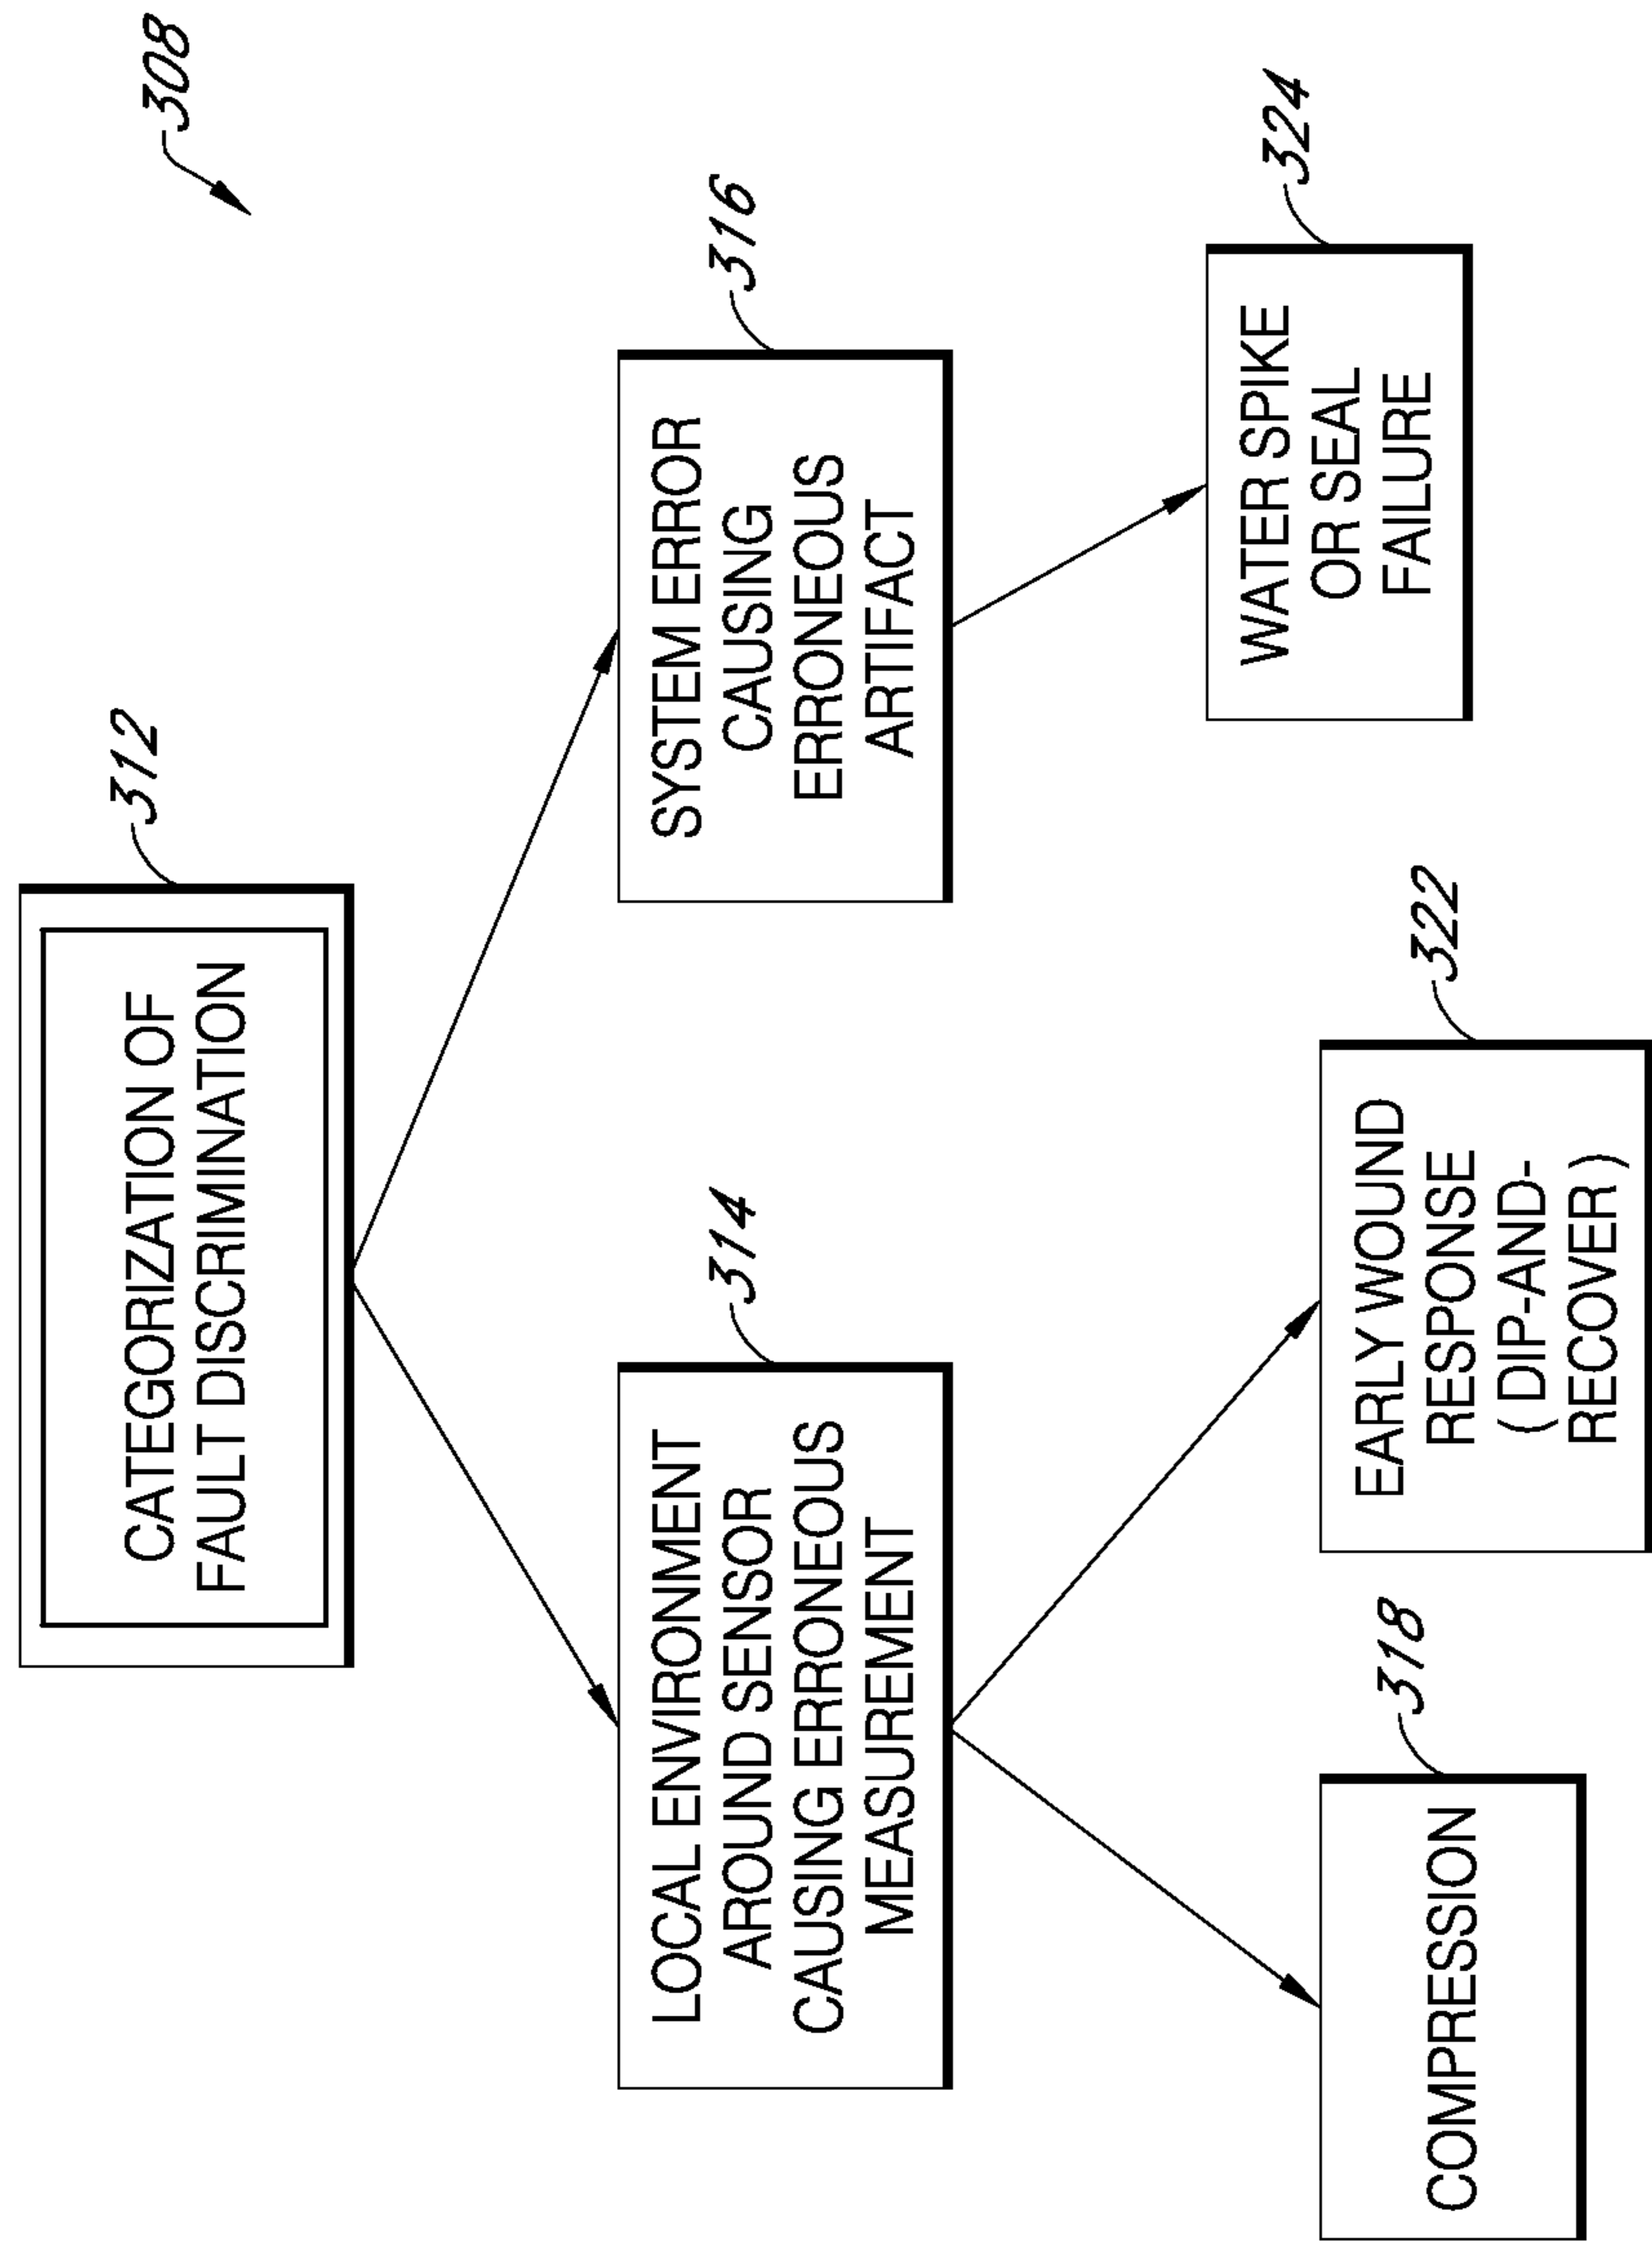 308
312
CATEGORIZATION OF
FAULT DISCRIMINATION
314
LOCAL ENVIRONMENT
AROUND SENSOR
CAUSING ERRONEOUS
MEASUREMENT
316
SYSTEM ERROR
CAUSING
ERRONEOUS
ARTIFACT
318
COMPRESSION
322
EARLY WOUND
RESPONSE
( DIP-AND-
RECOVER )
324
WATER SPIKE
OR SEAL
FAILURE